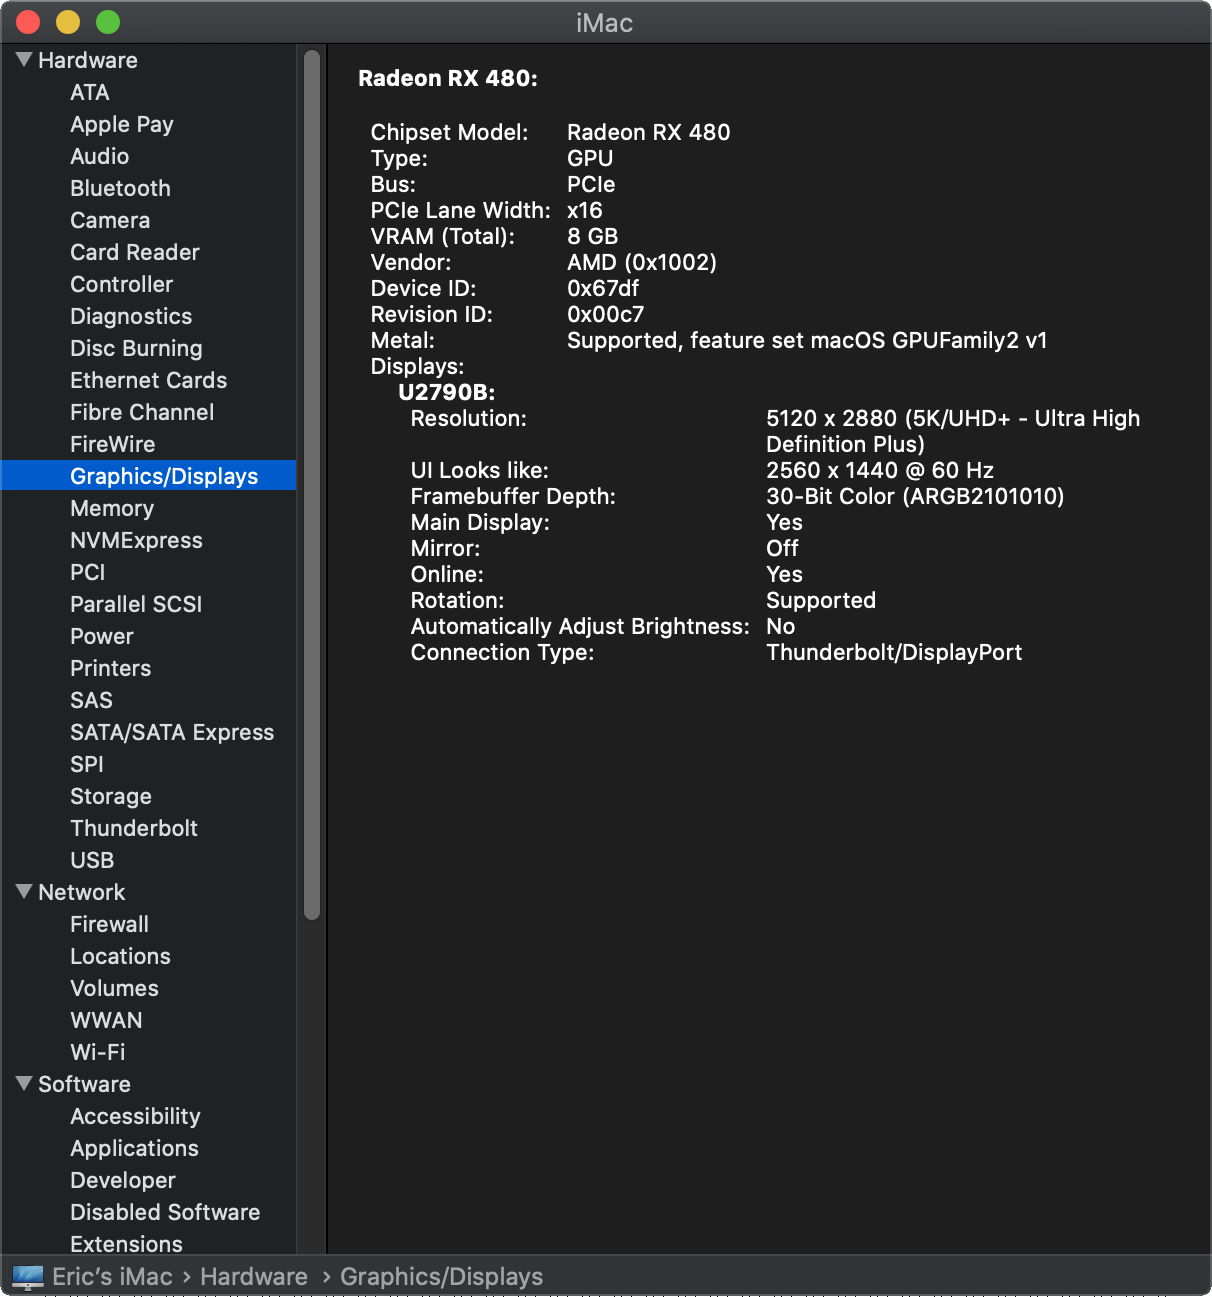 iMac
Hardware
ATA
Apple Pay
Audio
Bluetooth
Camera
Card Reader
Controller
Diagnostics
Disc Burning
Ethernet Cards
Fibre Channel
FireWire
Graphics/Displays
Memory
NVMExpress
PCI
Parallel SCSI
Power
Printers
SAS
SATA/SATA Express
SPI
Storage
Thunderbolt
USB
Network
Firewall
Locations
Volumes
WWAN
Wi-Fi
Software
Accessibility
Applications
Developer
Disabled Software
Extensions
Radeon RX 480:
Chipset Model: Radeon RX 480
Type: GPU
Bus: PCIe
PCIe Lane Width: x16
VRAM (Total): 8 GB
Vendor: AMD (0x1002)
Device ID: 0x67df
Revision ID: 0x00c7
Metal: Supported, feature set macOS GPUFamily2 v1
Displays:
U2790B:
Resolution: 5120 x 2880 (5K/UHD+ - Ultra High
Definition Plus)
UI Looks like: 2560 x 1440 @ 60 Hz
Framebuffer Depth: 30-Bit Color (ARGB2101010)
Main Display: Yes
Mirror: Off
Online: Yes
Rotation: Supported
Automatically Adjust Brightness: No
Connection Type: Thunderbolt/DisplayPort
Eric’s iMac › Hardware › Graphics/Displays